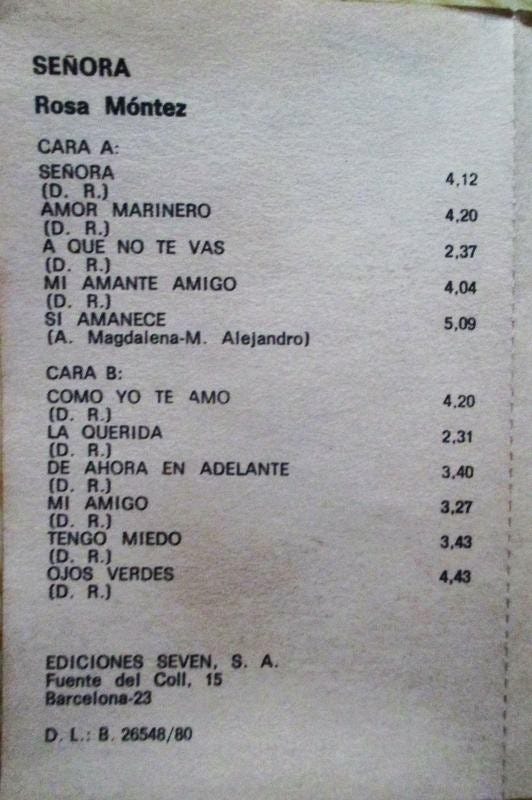 SEÑORA
Rosa Móntez
CARA A:
SEÑORA 4,12
(D. R.)
AMOR MARINERO 4,20
(D. R.)
A QUE NO TE VAS 2,37
(D. R.)
MI AMANTE AMIGO 4,04
(D. R.)
SI AMANECE 5,09
(A. Magdalena-M. Alejandro)
CARA B:
COMO YO TE AMO 4,20
(D. R.)
LA QUERIDA 2,31
(D. R.)
DE AHORA EN ADELANTE 3,40
(D. R.)
MI AMIGO 3,27
(D. R.)
TENGO MIEDO 3,43
(D. R.)
OJOS VERDES 4,43
(D. R.)
EDICIONES SEVEN, S. A.
Fuente del Coll, 15
Barcelona-23
D. L.: B. 26548/80